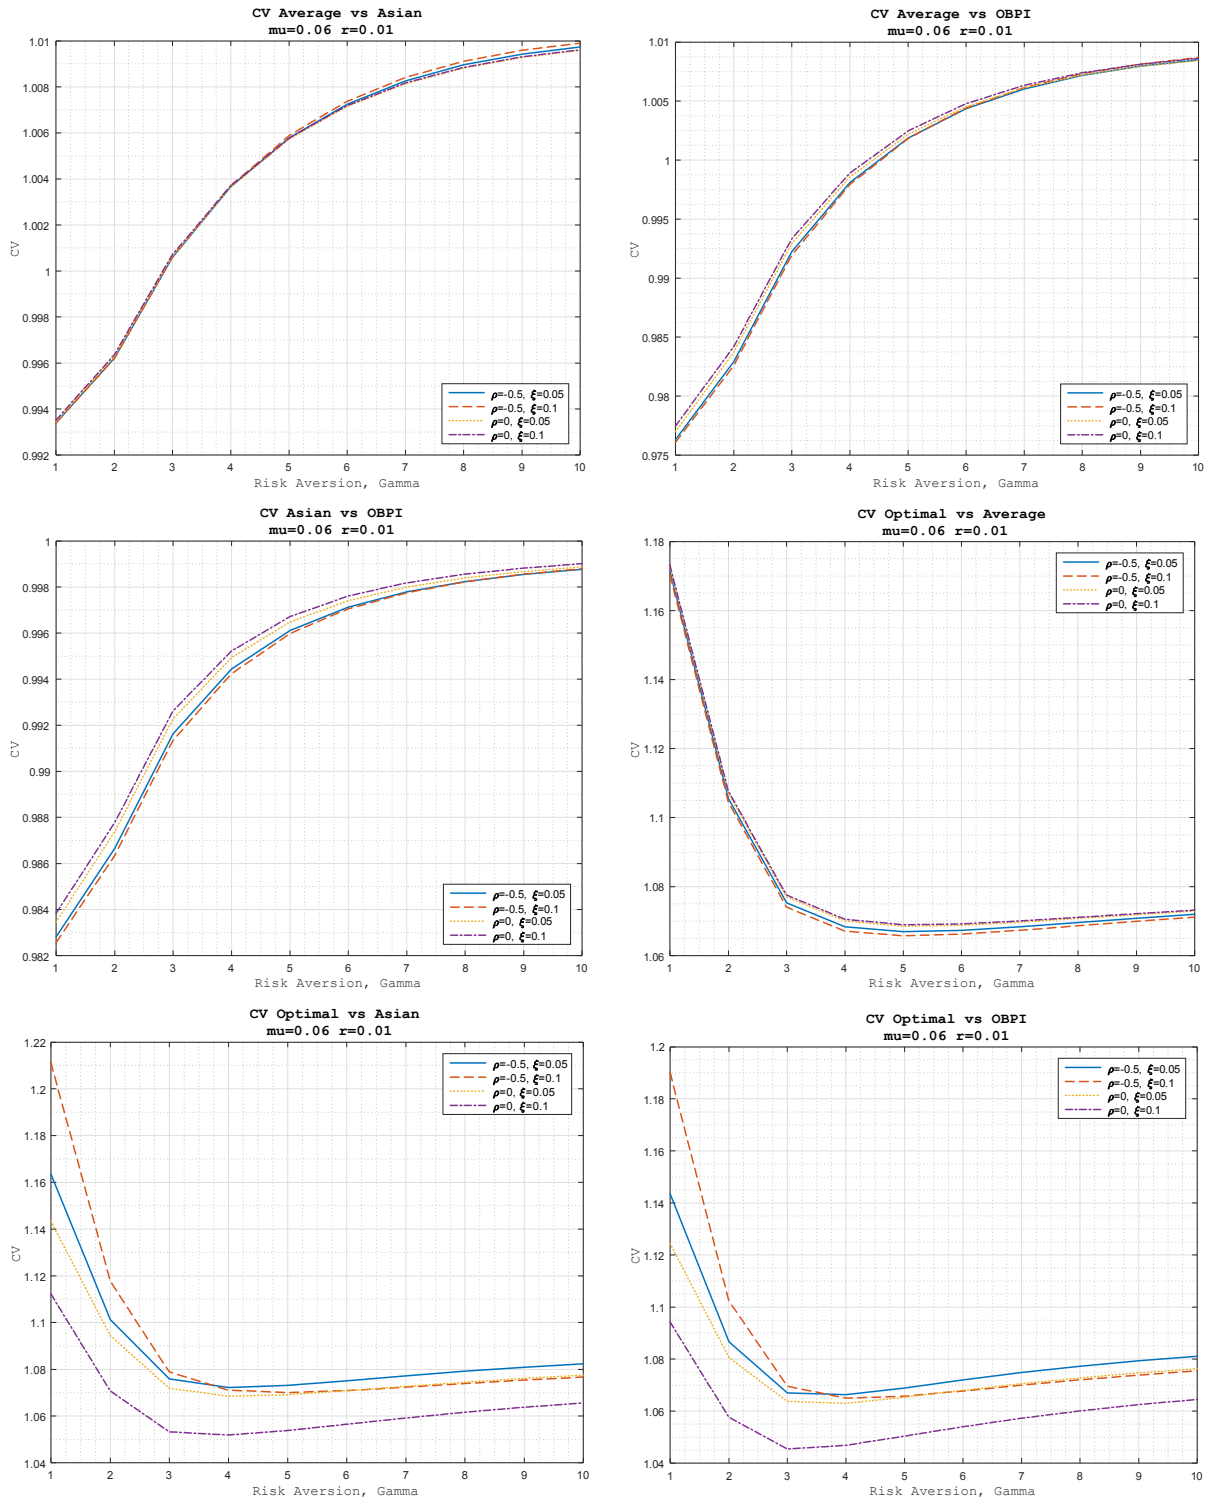 CV Average vs Asian
mu=0.06 r=0.01
1.01
1.008
1.006
1.004
1.002
1
0.998
0.996
0.994
0.992
CV
1 2 3 4 5 6 7 8 9 10
Risk Aversion, Gamma
ρ=-0.5, ξ=0.05
ρ=-0.5, ξ=0.1
ρ=0, ξ=0.05
ρ=0, ξ=0.1
CV Average vs OBPI
mu=0.06 r=0.01
1.01
1.005
1
0.995
0.99
0.985
0.98
0.975
CV
1 2 3 4 5 6 7 8 9 10
Risk Aversion, Gamma
ρ=-0.5, ξ=0.05
ρ=-0.5, ξ=0.1
ρ=0, ξ=0.05
ρ=0, ξ=0.1
CV Asian vs OBPI
mu=0.06 r=0.01
1
0.998
0.996
0.994
0.992
0.99
0.988
0.986
0.984
0.982
CV
1 2 3 4 5 6 7 8 9 10
Risk Aversion, Gamma
ρ=-0.5, ξ=0.05
ρ=-0.5, ξ=0.1
ρ=0, ξ=0.05
ρ=0, ξ=0.1
CV Optimal vs Average
mu=0.06 r=0.01
1.18
1.16
1.14
1.12
1.1
1.08
1.06
CV
1 2 3 4 5 6 7 8 9 10
Risk Aversion, Gamma
ρ=-0.5, ξ=0.05
ρ=-0.5, ξ=0.1
ρ=0, ξ=0.05
ρ=0, ξ=0.1
CV Optimal vs Asian
mu=0.06 r=0.01
1.22
1.2
1.18
1.16
1.14
1.12
1.1
1.08
1.06
1.04
CV
1 2 3 4 5 6 7 8 9 10
Risk Aversion, Gamma
ρ=-0.5, ξ=0.05
ρ=-0.5, ξ=0.1
ρ=0, ξ=0.05
ρ=0, ξ=0.1
CV Optimal vs OBPI
mu=0.06 r=0.01
1.2
1.18
1.16
1.14
1.12
1.1
1.08
1.06
1.04
CV
1 2 3 4 5 6 7 8 9 10
Risk Aversion, Gamma
ρ=-0.5, ξ=0.05
ρ=-0.5, ξ=0.1
ρ=0, ξ=0.05
ρ=0, ξ=0.1